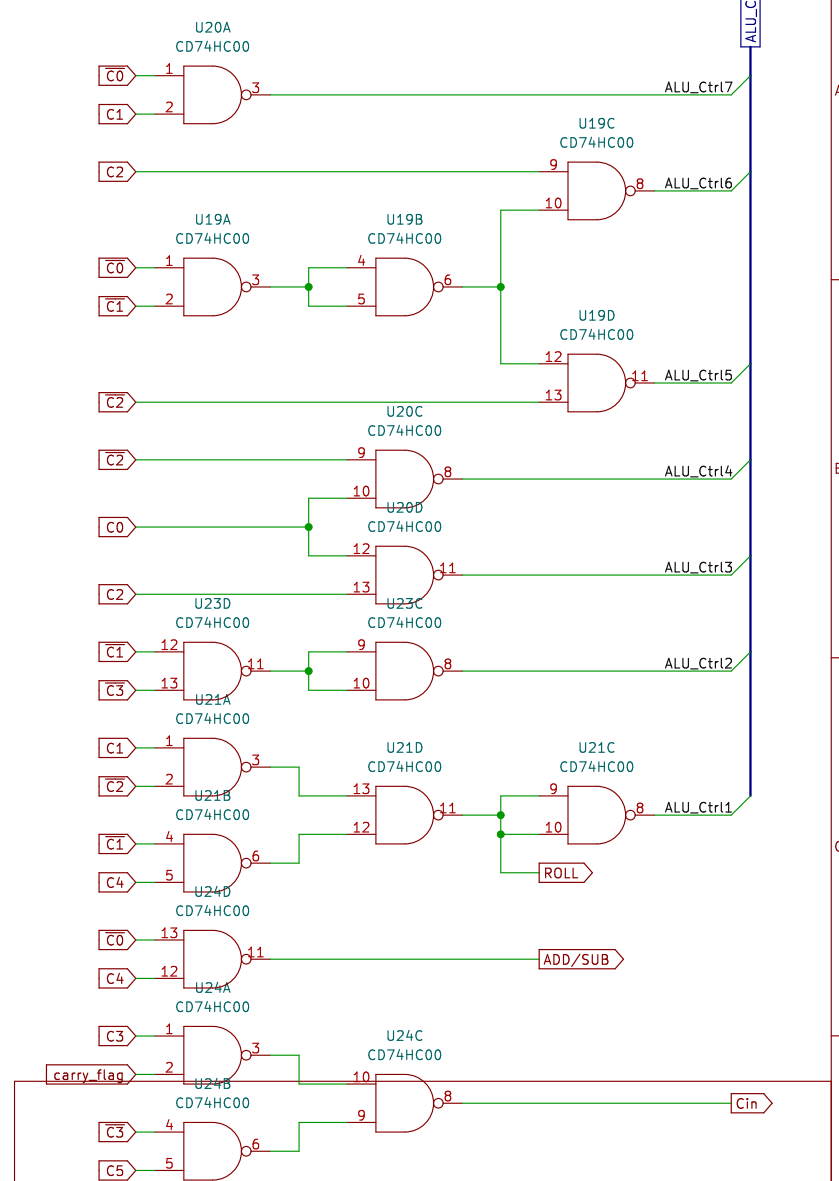 ALU_C
U20A
CD74HC00
C0
1
3
ALU_Ctrl7
C1
2
U19C
CD74HC00
C2
9
8
ALU_Ctrl6
10
U19A
CD74HC00
U19B
CD74HC00
C0
1
3
4
6
C1
2
5
U19D
CD74HC00
12
11
ALU_Ctrl5
C2
13
U20C
CD74HC00
C2
9
8
ALU_Ctrl4
10
U20D
CD74HC00
C0
12
11
ALU_Ctrl3
C2
13
U23D
CD74HC00
U23C
CD74HC00
C1
12
11
9
8
ALU_Ctrl2
C3
13
10
U21A
CD74HC00
C1
1
3
C2
2
U21D
CD74HC00
U21C
CD74HC00
13
11
12
9
8
ALU_Ctrl1
10
U21B
CD74HC00
C1
4
6
C4
5
ROLL
U24D
CD74HC00
C0
13
11
ADD/SUB
C4
12
U24A
CD74HC00
C3
1
3
carry_flag
2
U24C
CD74HC00
10
8
Cin
9
U24B
CD74HC00
C3
4
6
C5
5